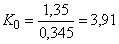 K₀ = 1,35 / 0,345 = 3,91